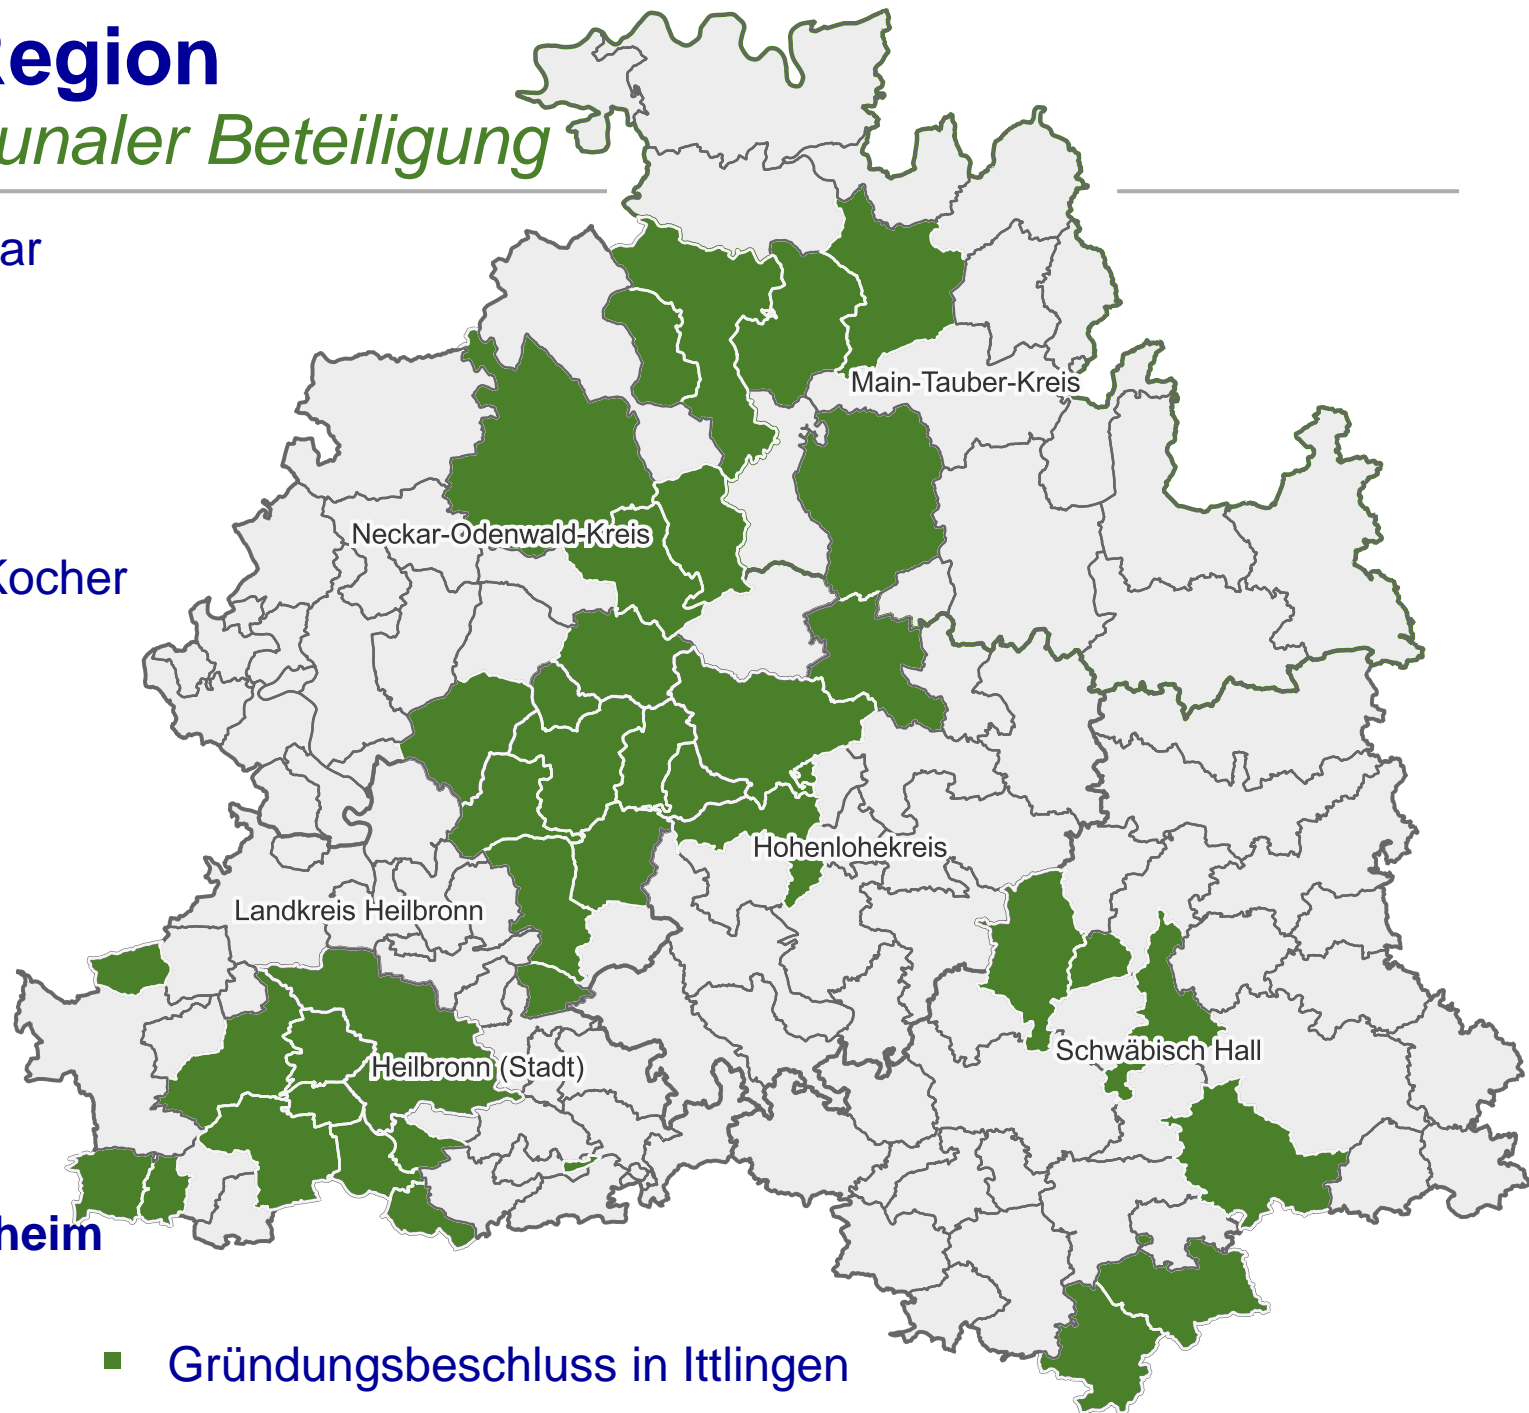 Region
unaler Beteiligung
ar
Main-Tauber-Kreis
Neckar-Odenwald-Kreis
Kocher
Hohenlohekreis
Landkreis Heilbronn
Schwäbisch Hall
Heilbronn (Stadt)
heim
Gründungsbeschluss in Ittlingen